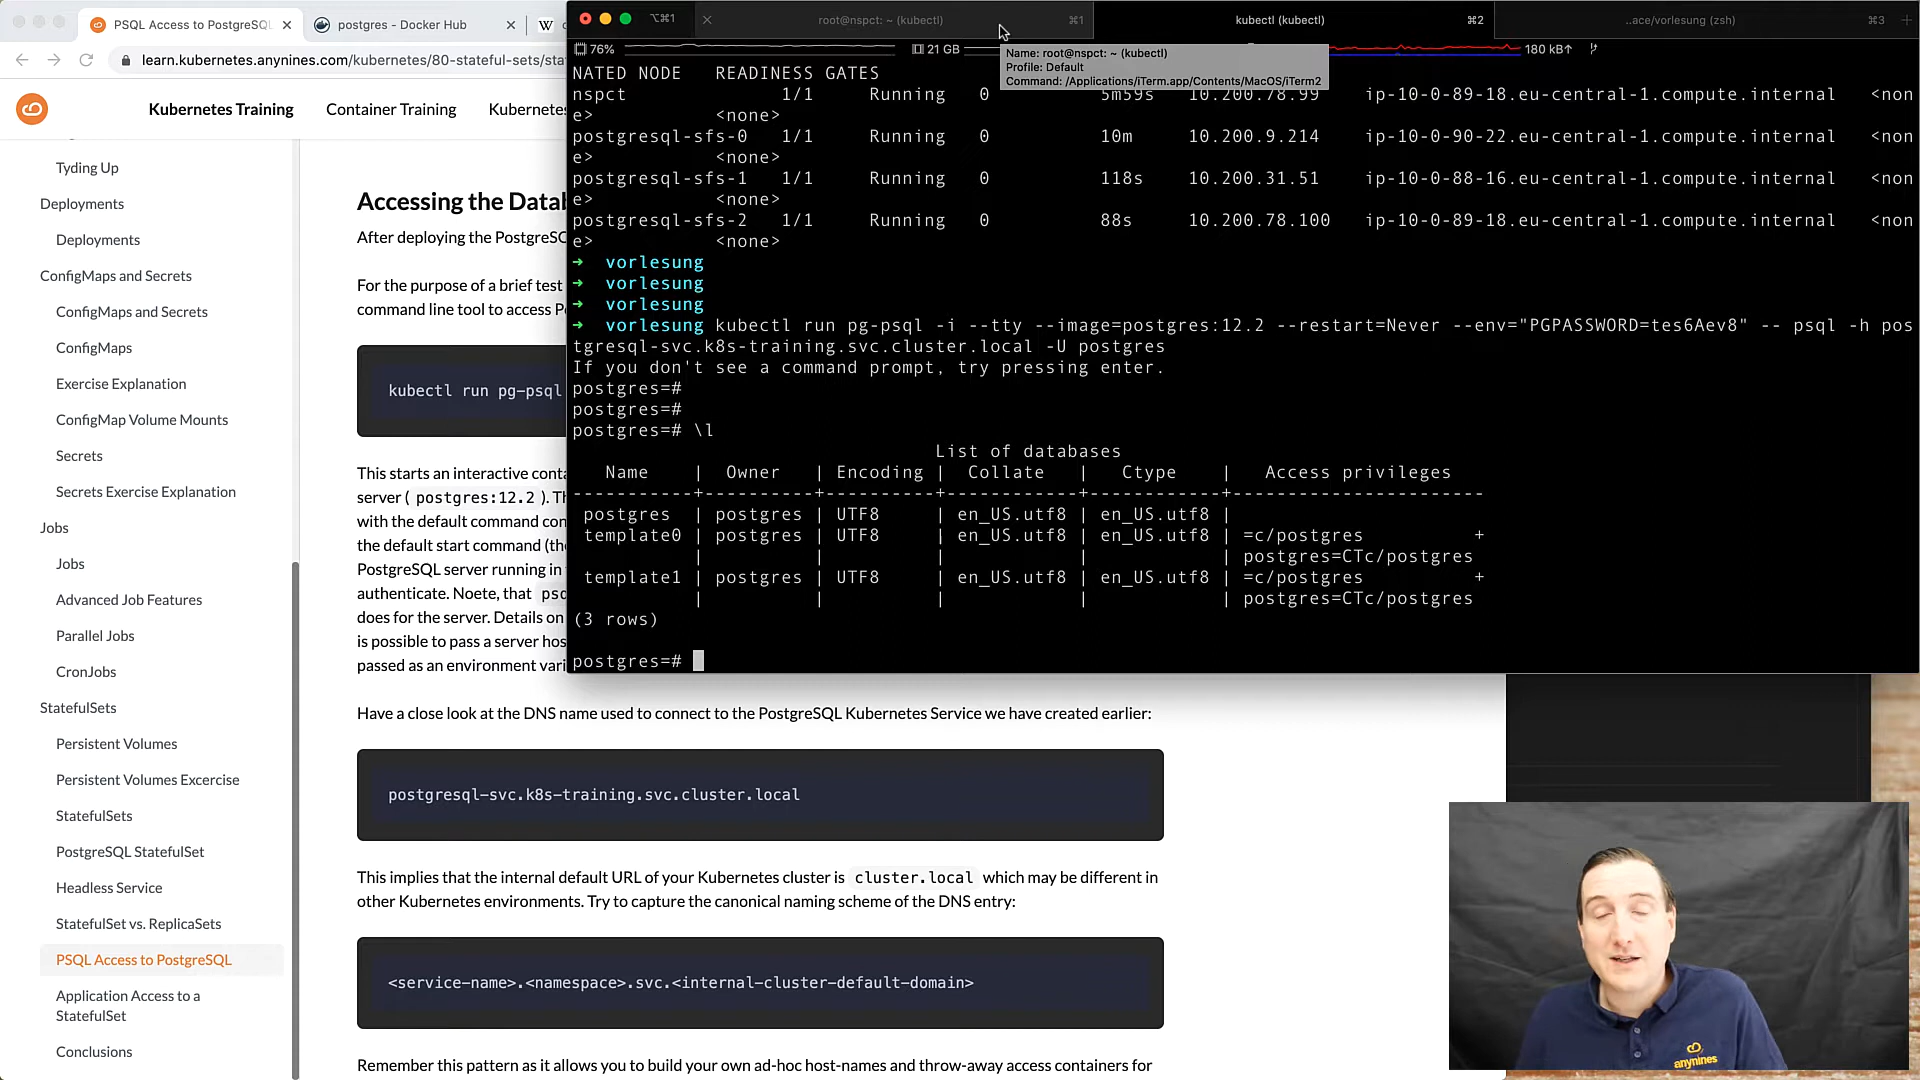 PSQL Access to PostgreSQL
postgres - Docker Hub
learn.kubernetes.anynines.com/kubernetes/80-stateful-sets/sta
Kubernetes Training
Container Training
Kubernetes
Tyding Up
Deployments
Deployments
ConfigMaps and Secrets
ConfigMaps and Secrets
ConfigMaps
Exercise Explanation
ConfigMap Volume Mounts
Secrets
Secrets Exercise Explanation
Jobs
Jobs
Advanced Job Features
Parallel Jobs
CronJobs
StatefulSets
Persistent Volumes
Persistent Volumes Excercise
StatefulSets
PostgreSQL StatefulSet
Headless Service
StatefulSet vs. ReplicaSets
PSQL Access to PostgreSQL
Application Access to a
StatefulSet
Conclusions
Accessing the Datab
After deploying the PostgreSQ
For the purpose of a brief test
command line tool to access P
kubectl run pg-psql
This starts an interactive conta
server ( postgres:12.2 ). Th
with the default command con
the default start command (the
PostgreSQL server running in
authenticate. Noete, that psq
does for the server. Details on
is possible to pass a server hos
passed as an environment vari
Have a close look at the DNS name used to connect to the PostgreSQL Kubernetes Service we have created earlier:
postgresql-svc.k8s-training.svc.cluster.local
This implies that the internal default URL of your Kubernetes cluster is cluster.local which may be different in
other Kubernetes environments. Try to capture the canonical naming scheme of the DNS entry:
<service-name>.<namespace>.svc.<internal-cluster-default-domain>
Remember this pattern as it allows you to build your own ad-hoc host-names and throw-away access containers for
⌥⌘1
root@nspct: ~ (kubectl) ⌘1
kubectl (kubectl) ⌘2
..ace/vorlesung (zsh) ⌘3
76% 21 GB 180 kB↑
Name: root@nspct: ~ (kubectl)
Profile: Default
Command: /Applications/iTerm.app/Contents/MacOS/iTerm2
NATED NODE   READINESS GATES
nspct 1/1 Running 0 5m59s 10.200.78.99 ip-10-0-89-18.eu-central-1.compute.internal <non
e> <none>
postgresql-sfs-0 1/1 Running 0 10m 10.200.9.214 ip-10-0-90-22.eu-central-1.compute.internal <non
e> <none>
postgresql-sfs-1 1/1 Running 0 118s 10.200.31.51 ip-10-0-88-16.eu-central-1.compute.internal <non
e> <none>
postgresql-sfs-2 1/1 Running 0 88s 10.200.78.100 ip-10-0-89-18.eu-central-1.compute.internal <non
e> <none>
➜ vorlesung
➜ vorlesung
➜ vorlesung
➜ vorlesung kubectl run pg-psql -i --tty --image=postgres:12.2 --restart=Never --env="PGPASSWORD=tes6Aev8" -- psql -h pos
tgresql-svc.k8s-training.svc.cluster.local -U postgres
If you don't see a command prompt, try pressing enter.
postgres=#
postgres=#
postgres=# \l
List of databases
Name | Owner | Encoding | Collate | Ctype | Access privileges
-----------+----------+----------+------------+------------+-----------------------
postgres | postgres | UTF8 | en_US.utf8 | en_US.utf8 |
template0 | postgres | UTF8 | en_US.utf8 | en_US.utf8 | =c/postgres +
| | | | | postgres=CTc/postgres
template1 | postgres | UTF8 | en_US.utf8 | en_US.utf8 | =c/postgres +
| | | | | postgres=CTc/postgres
(3 rows)
postgres=#
anynines